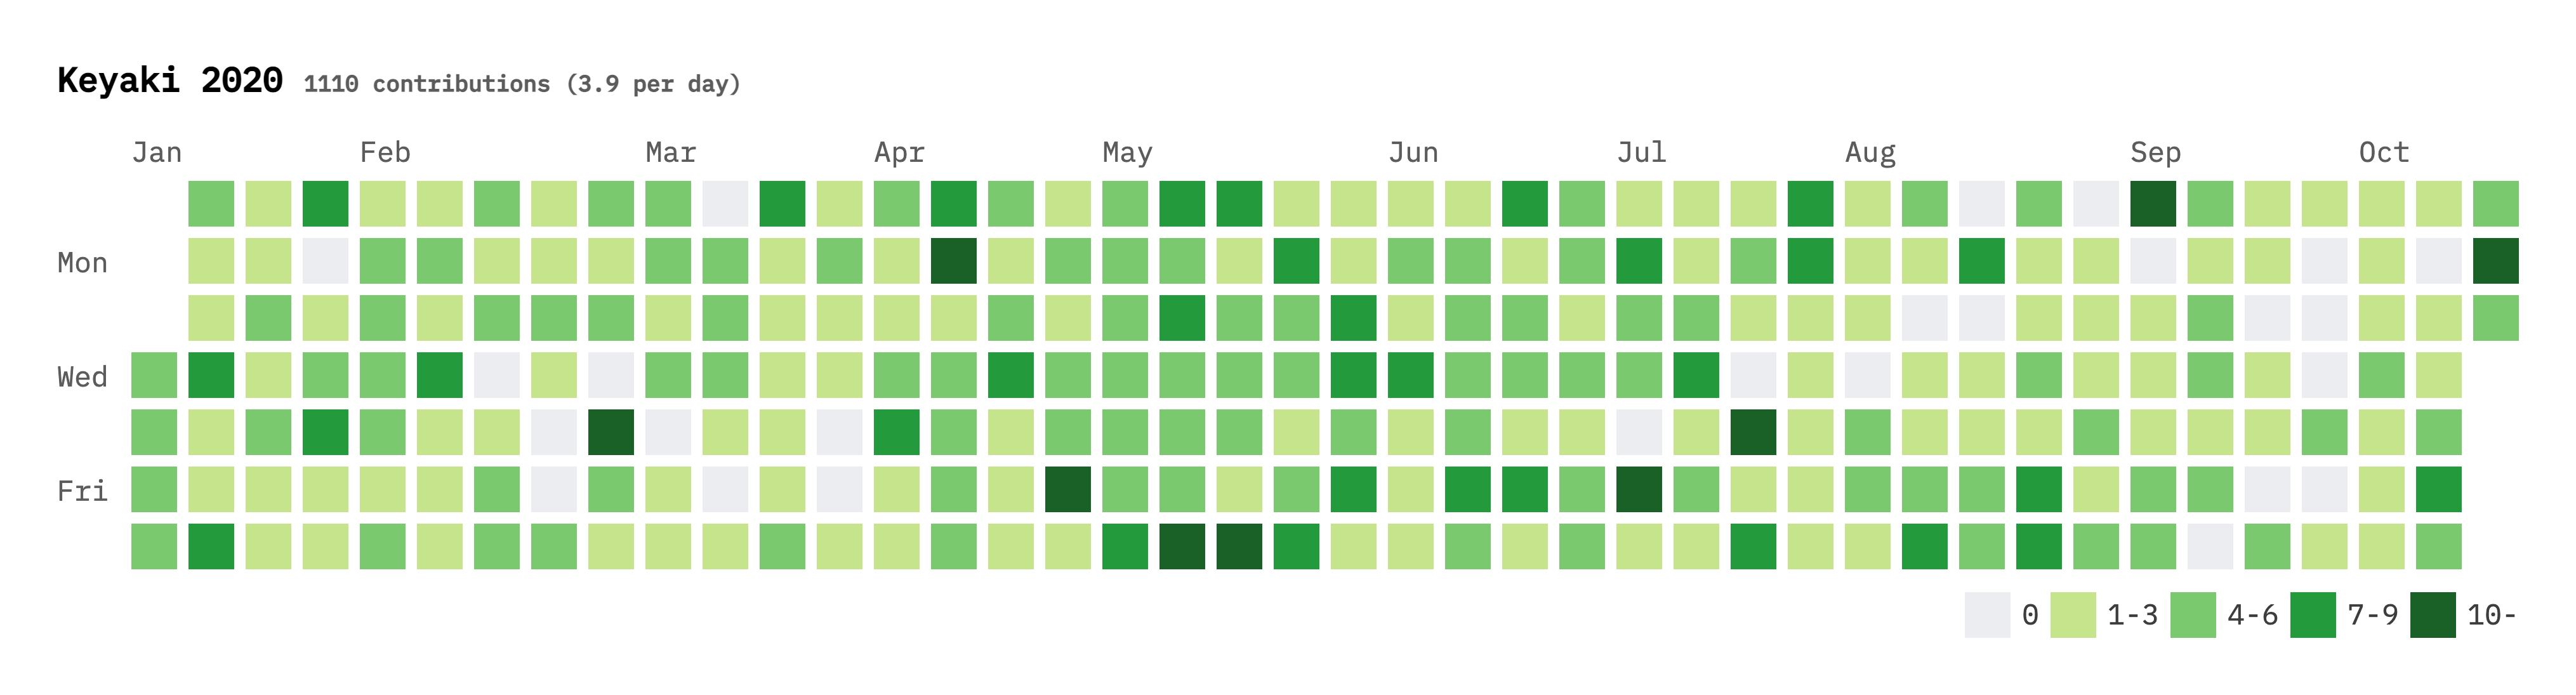 Keyaki 2020 1110 contributions (3.9 per day)
Jan Feb Mar Apr May Jun Jul Aug Sep Oct
Mon
Wed
Fri
0 1-3 4-6 7-9 10-